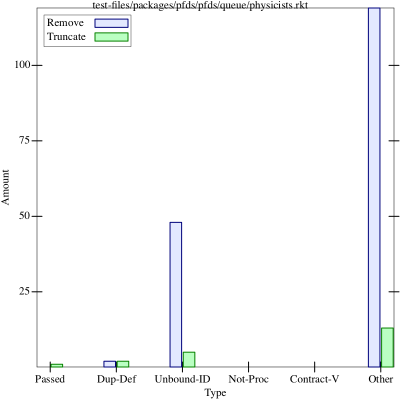 test-files/packages/pfds/pfds/queue/physicists.rkt
Remove
Truncate
100
75
50
25
Amount
Passed Dup-Def Unbound-ID Not-Proc Contract-V Other
Type